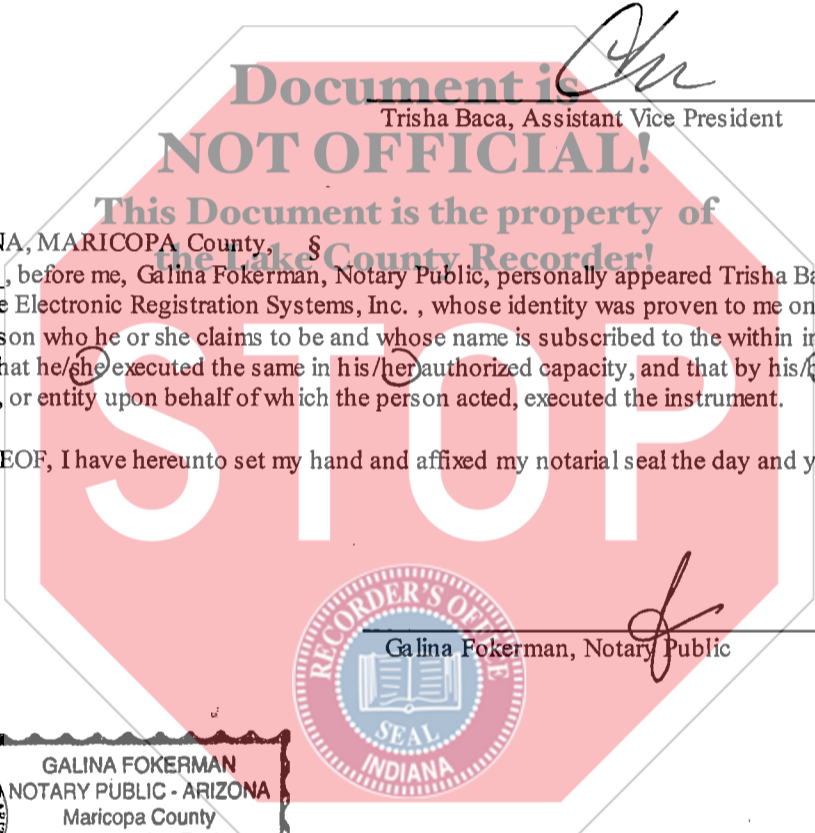 Document is
Trisha Baca, Assistant Vice President
NOT OFFICIAL!
This Document is the property of
the Lake County Recorder!
NA, MARICOPA County, §
, before me, Galina Fokerman, Notary Public, personally appeared Trisha Ba
e Electronic Registration Systems, Inc. , whose identity was proven to me on
son who he or she claims to be and whose name is subscribed to the within in
hat he/she executed the same in his/her authorized capacity, and that by his/
, or entity upon behalf of which the person acted, executed the instrument.
EOF, I have hereunto set my hand and affixed my notarial seal the day and y
STOP
RECORDER'S OFFICE
Galina Fokerman, Notary Public
SEAL
INDIANA
GALINA FOKERMAN
NOTARY PUBLIC - ARIZONA
Maricopa County